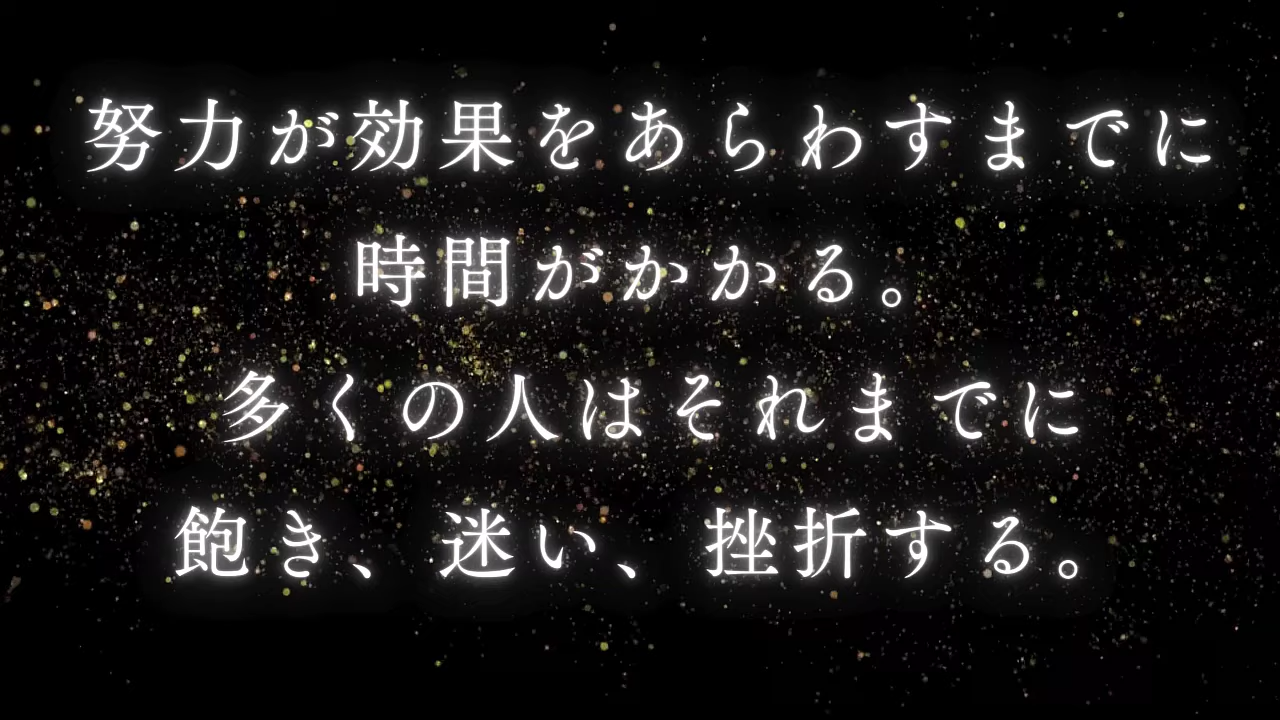 努力が効果をあらわすまでに
時間がかかる。
多くの人はそれまでに
飽き、迷い、挫折する。